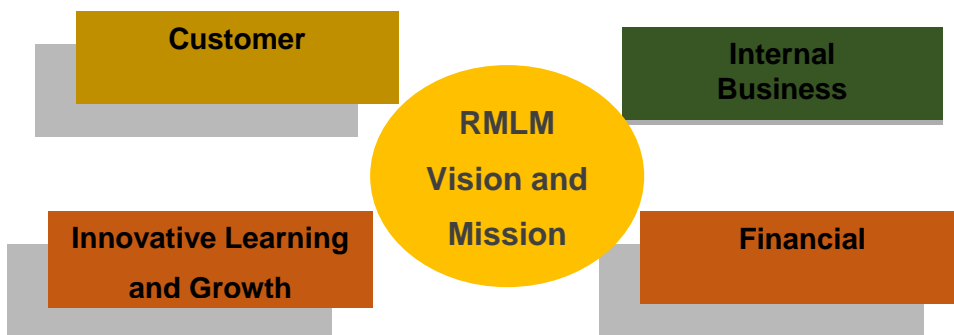 Customer
Internal
Business
RMLM
Vision and
Mission
Innovative Learning
and Growth
Financial